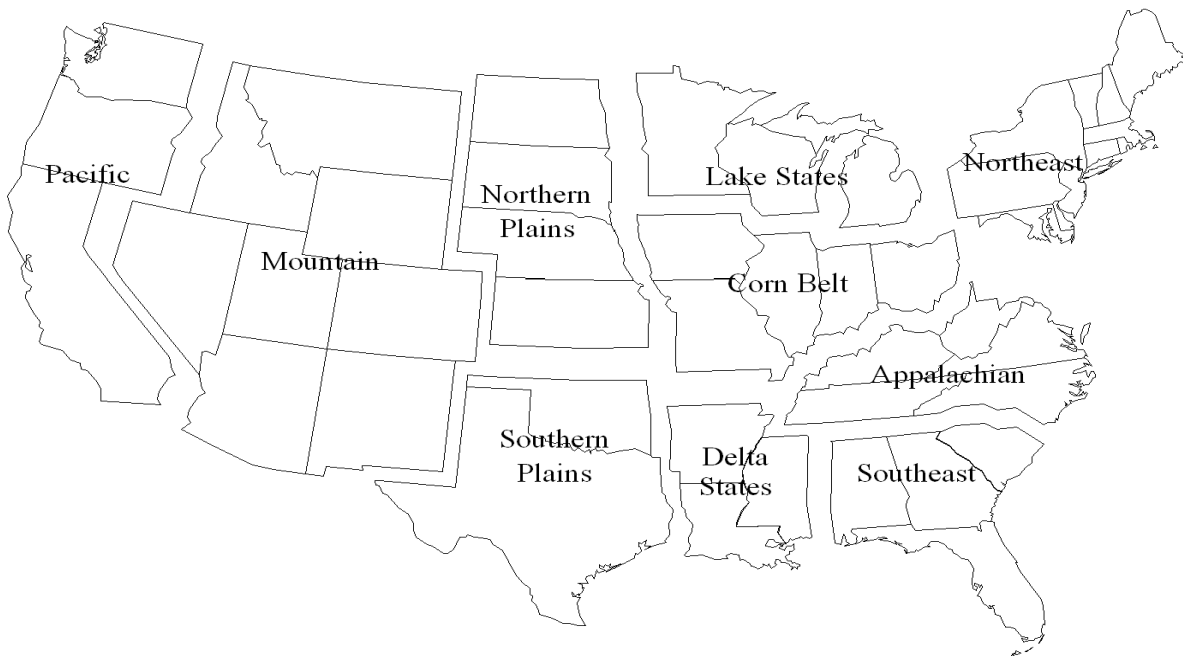 Pacific
Mountain
Northern
Plains
Southern
Plains
Lake States
Corn Belt
Delta
States
Northeast
Appalachian
Southeast